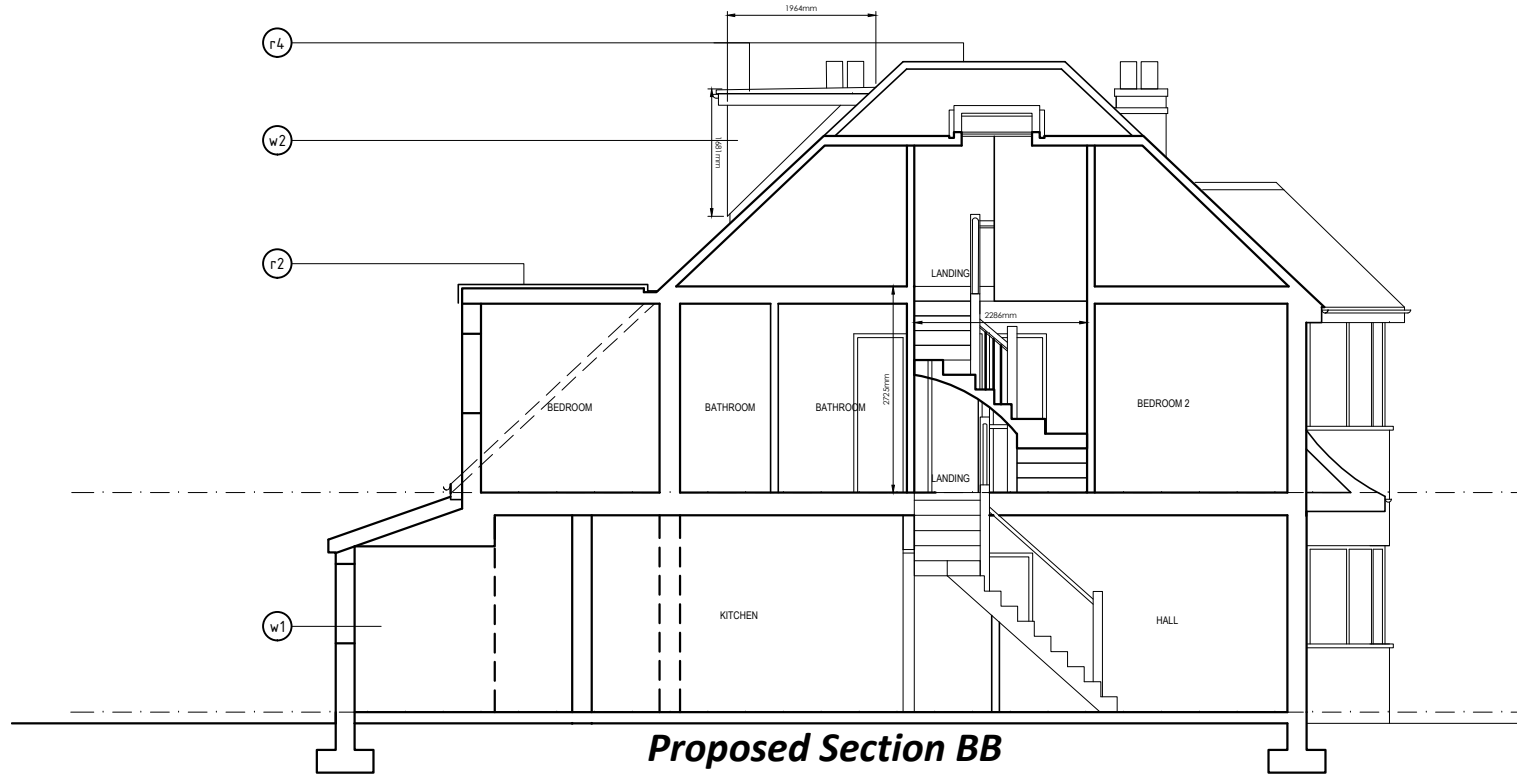 1964mm
r4
w2
1681mm
r2
LANDING
2286mm
2725mm
BEDROOM
BATHROOM
BATHROOM
BEDROOM 2
LANDING
KITCHEN
HALL
w1
Proposed Section BB